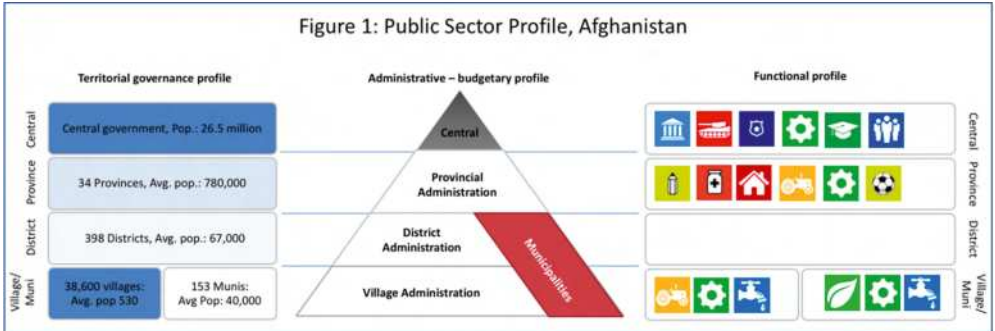 Figure 1: Public Sector Profile, Afghanistan
Territorial governance profile
Administrative – budgetary profile
Functional profile
Central
Central government, Pop.: 26.5 million
Central
Central
Province
34 Provinces, Avg. pop.: 780,000
Provincial
Administration
Province
District
398 Districts, Avg. pop.: 67,000
District
Administration
Municipalities
District
Village/
Muni
38,600 villages:
Avg. pop 530
153 Munis:
Avg Pop: 40,000
Village Administration
Village/
Muni